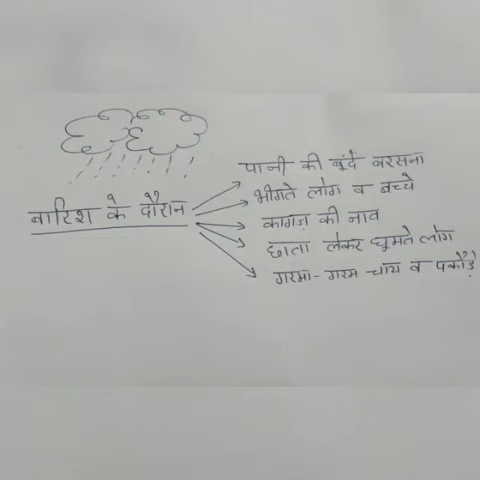 बारिश के दौरान
पानी की बूंदे बरसना
भीगते लोग व बच्चे
कागज़ की नाव
छाता लेकर घूमते लोग
गरमा-गरम चाय व पकौड़े